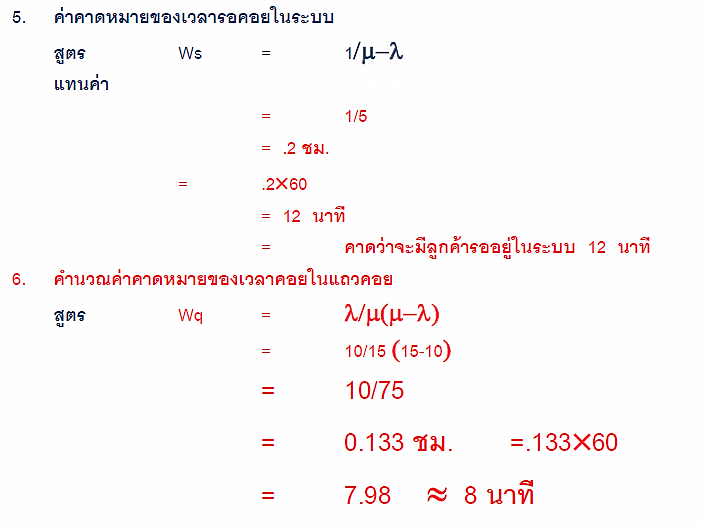 5. ค่าคาดหมายของเวลารอคอยในระบบ
สูตร Ws = 1/μ–λ
แทนค่า
= 1/5
= .2 ชม.
= .2×60
= 12 นาที
= คาดว่าจะมีลูกค้ารออยู่ในระบบ 12 นาที
6. คำนวณค่าคาดหมายของเวลาคอยในแถวคอย
สูตร Wq = λ/μ(μ–λ)
= 10/15 (15-10)
= 10/75
= 0.133 ชม. =.133×60
= 7.98 ≈ 8 นาที